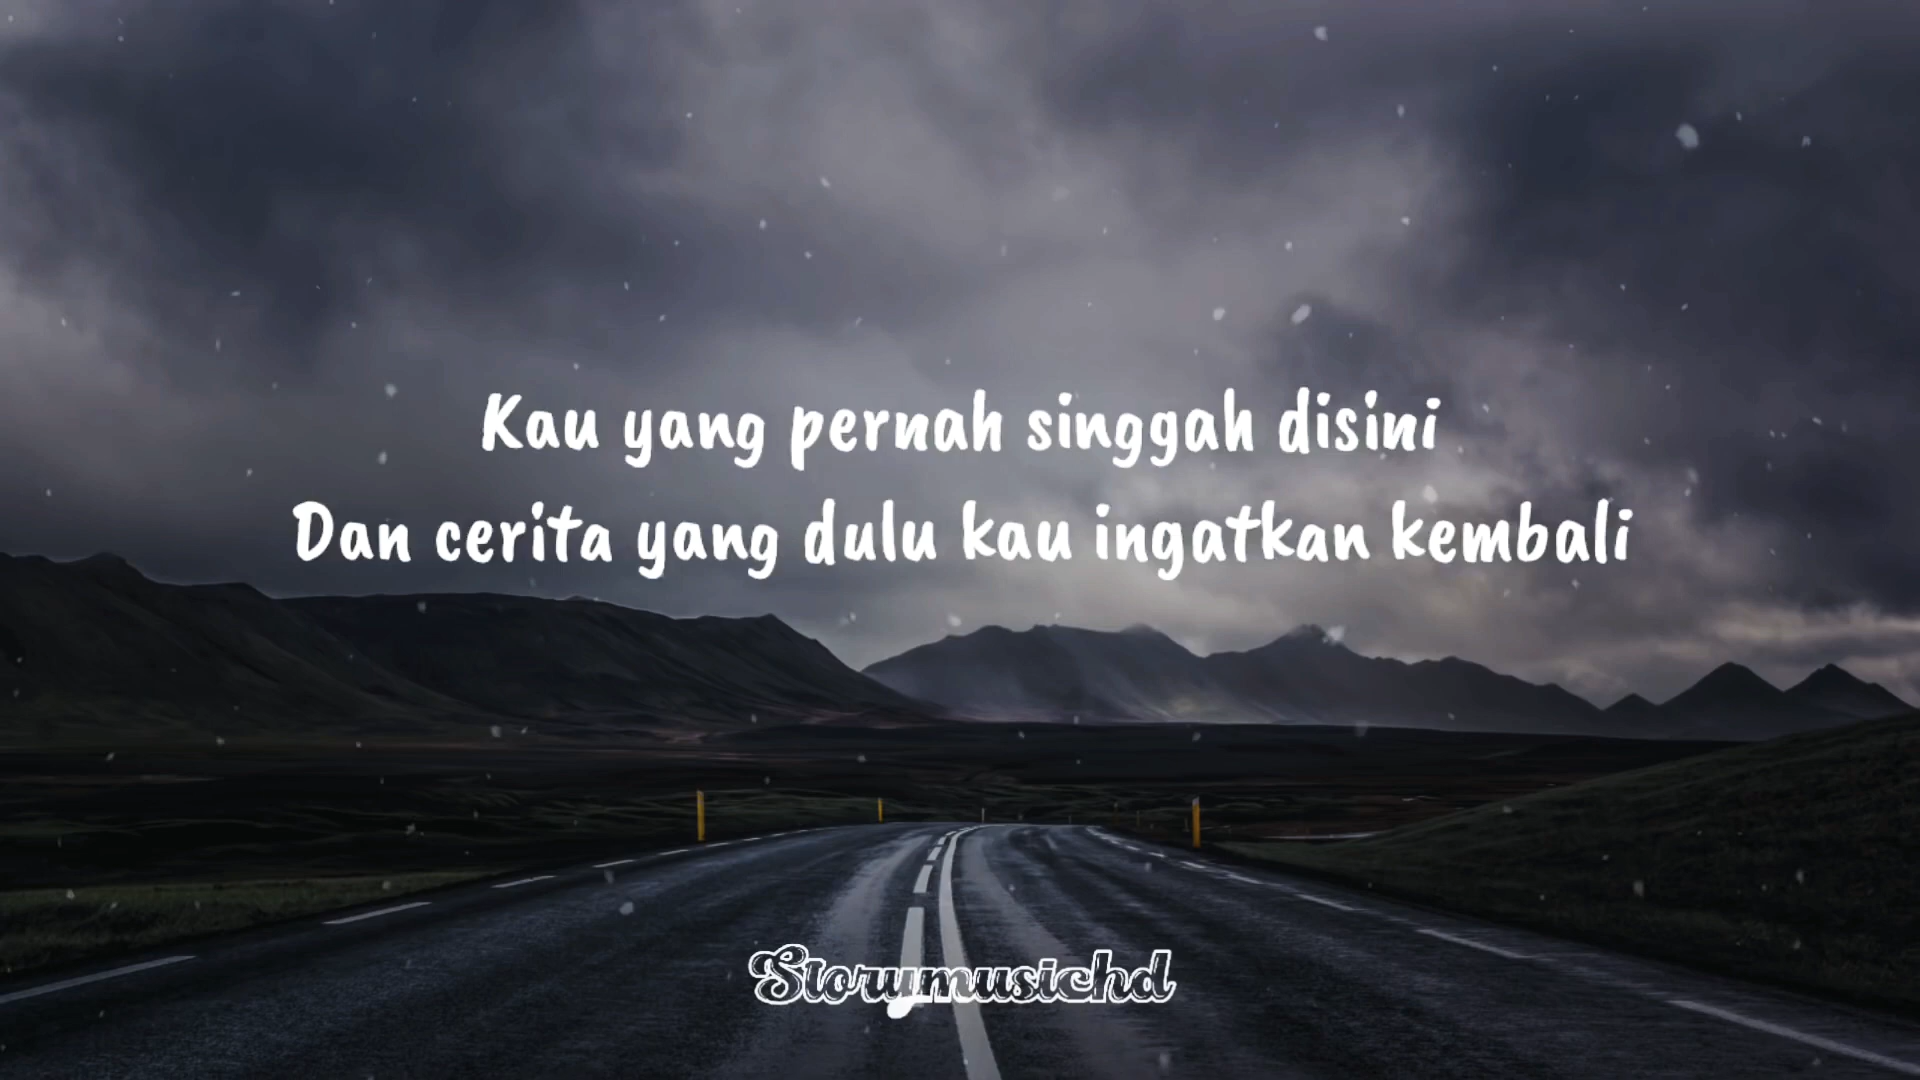 Kau yang pernah singgah disini
Dan cerita yang dulu kau ingatkan kembali
Storymusichd